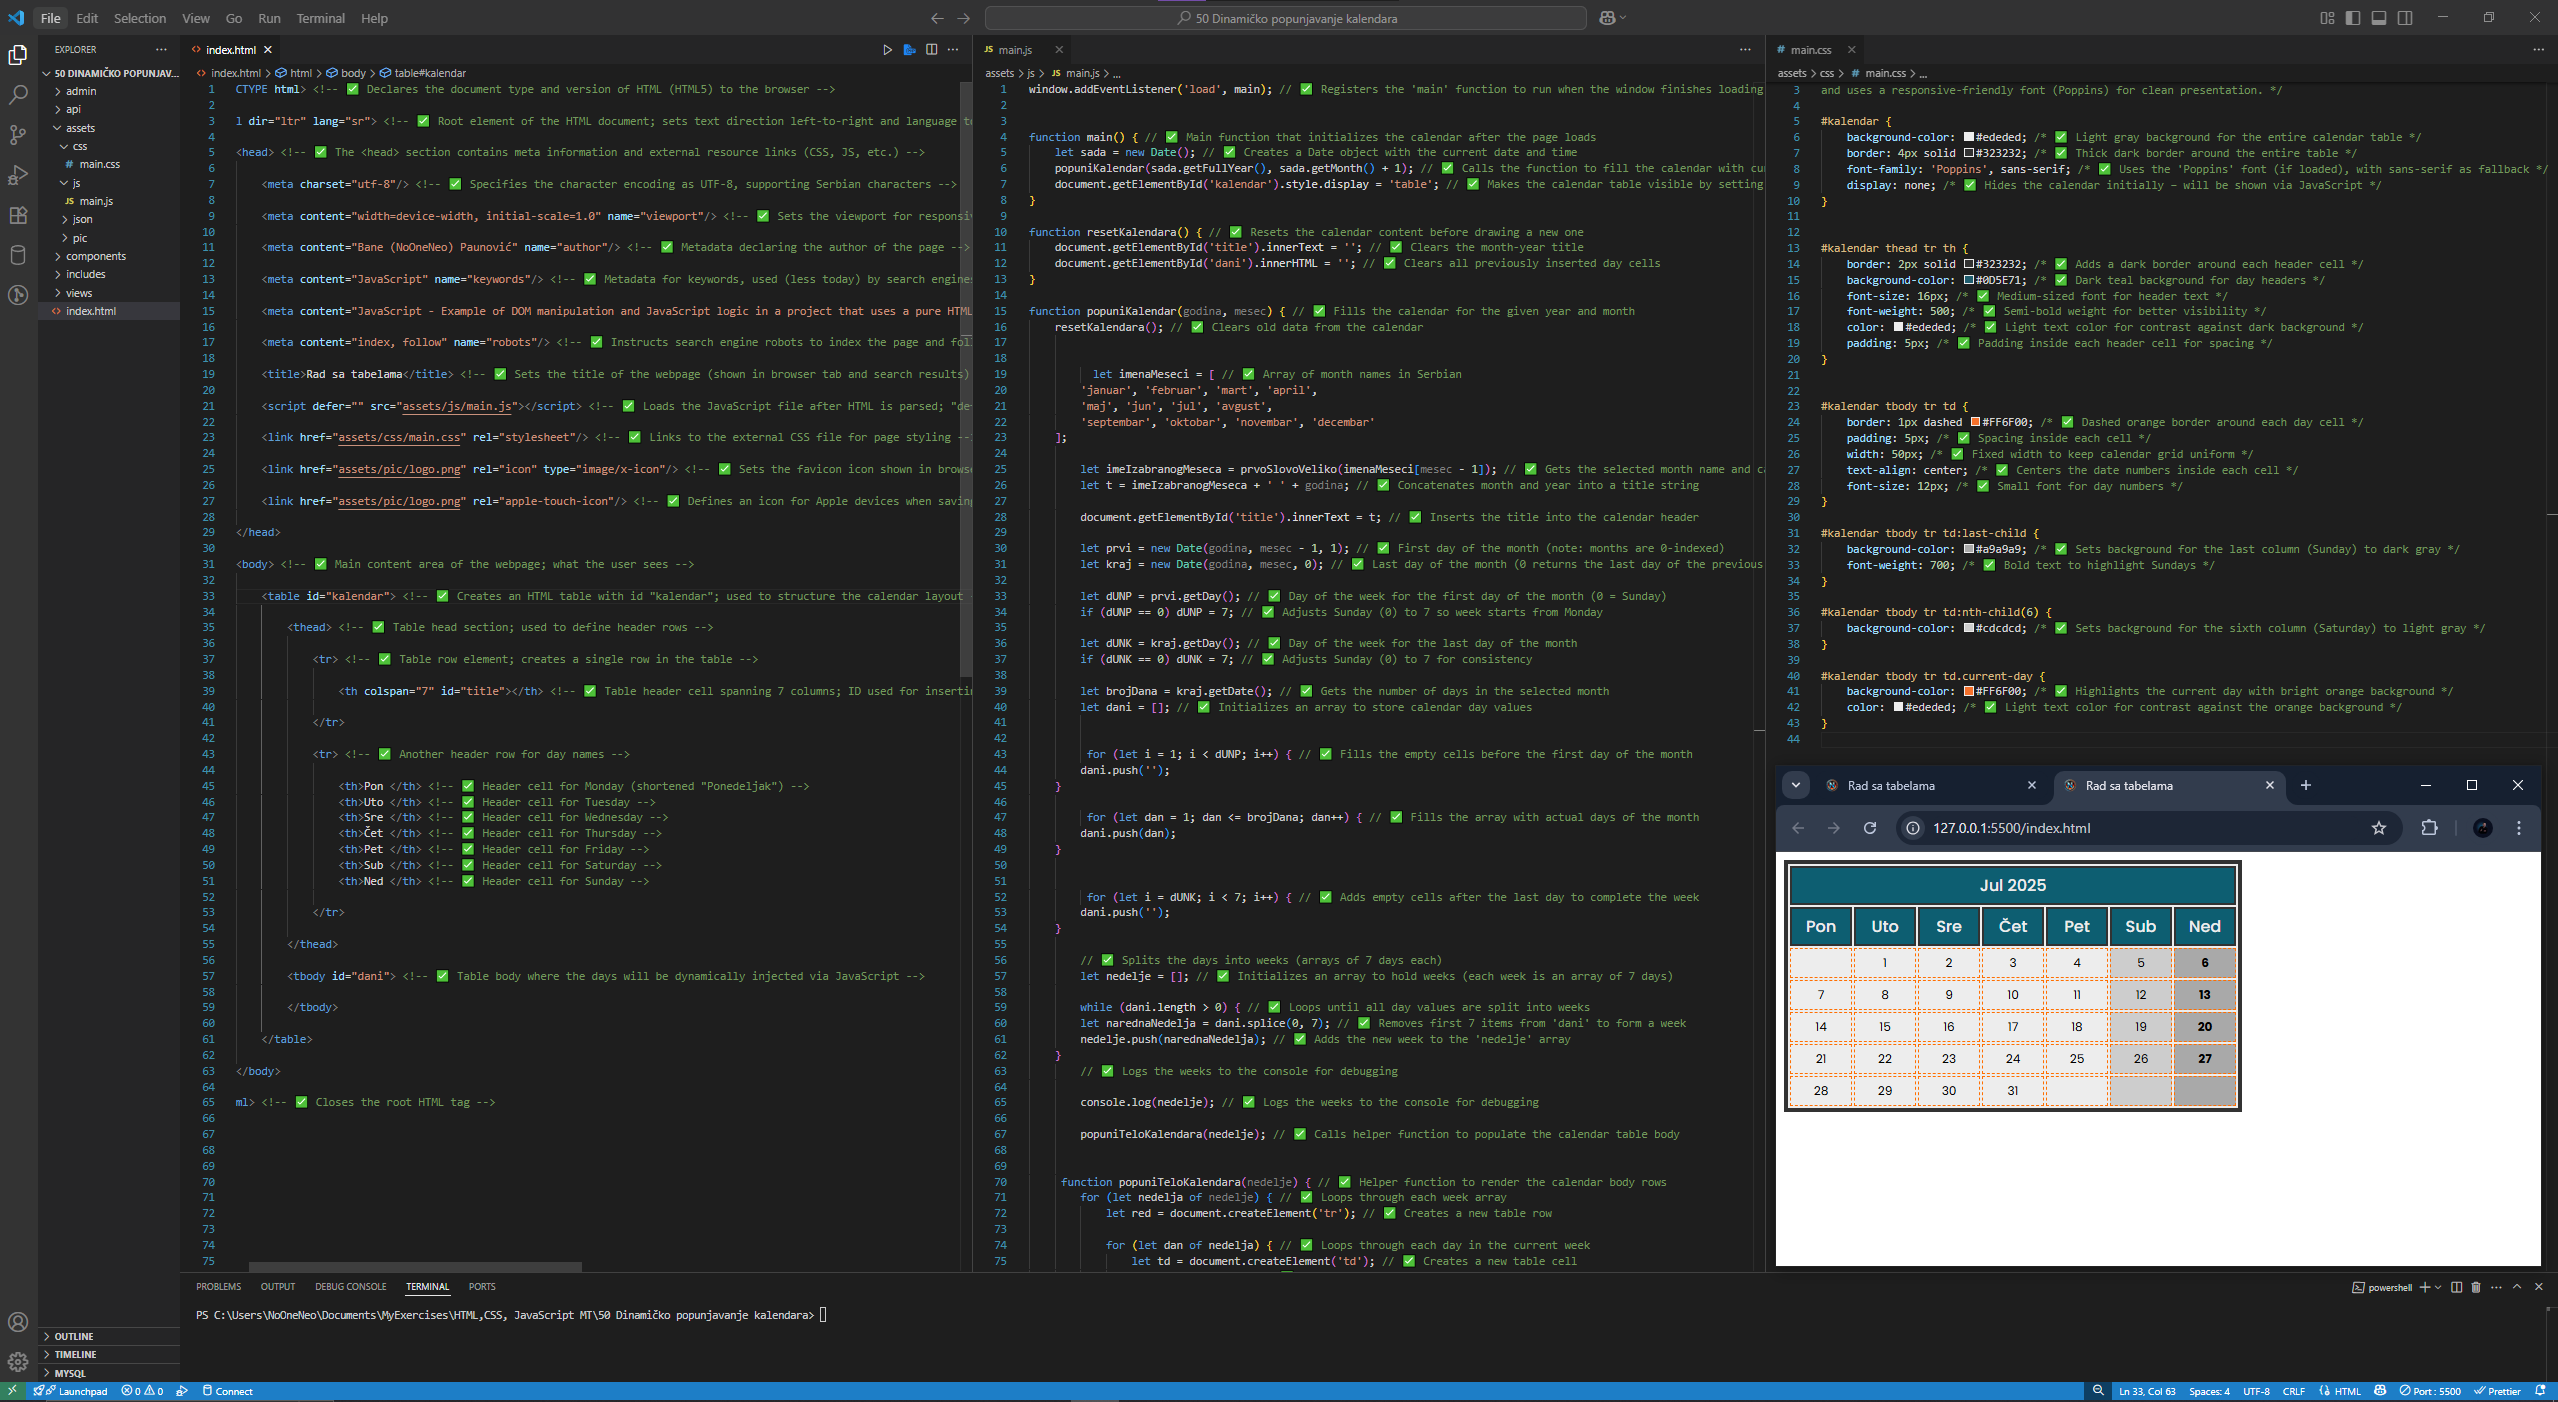 File Edit Selection View Go Run Terminal Help
50 Dinamičko popunjavanje kalendara
EXPLORER
50 DINAMIČKO POPUNJAV...
admin
api
assets
css
main.css
js
main.js
json
pic
components
includes
views
index.html
OUTLINE
TIMELINE
MYSQL
index.html
index.html > html > body > table#kalendar
1 CTYPE html> <!-- ✅ Declares the document type and version of HTML (HTML5) to the browser -->
3 l dir="ltr" lang="sr"> <!-- ✅ Root element of the HTML document; sets text direction left-to-right and language to
5 <head> <!-- ✅ The <head> section contains meta information and external resource links (CSS, JS, etc.) -->
7 <meta charset="utf-8"/> <!-- ✅ Specifies the character encoding as UTF-8, supporting Serbian characters -->
9 <meta content="width=device-width, initial-scale=1.0" name="viewport"/> <!-- ✅ Sets the viewport for responsiv
11 <meta content="Bane (NoOneNeo) Paunović" name="author"/> <!-- ✅ Metadata declaring the author of the page -->
13 <meta content="JavaScript" name="keywords"/> <!-- ✅ Metadata for keywords, used (less today) by search engines
15 <meta content="JavaScript - Example of DOM manipulation and JavaScript logic in a project that uses a pure HTML
17 <meta content="index, follow" name="robots"/> <!-- ✅ Instructs search engine robots to index the page and fol
19 <title>Rad sa tabelama</title> <!-- ✅ Sets the title of the webpage (shown in browser tab and search results)
21 <script defer="" src="assets/js/main.js"></script> <!-- ✅ Loads the JavaScript file after HTML is parsed; "de
23 <link href="assets/css/main.css" rel="stylesheet"/> <!-- ✅ Links to the external CSS file for page styling --
25 <link href="assets/pic/logo.png" rel="icon" type="image/x-icon"/> <!-- ✅ Sets the favicon icon shown in brows
27 <link href="assets/pic/logo.png" rel="apple-touch-icon"/> <!-- ✅ Defines an icon for Apple devices when saving
29 </head>
31 <body> <!-- ✅ Main content area of the webpage; what the user sees -->
33 <table id="kalendar"> <!-- ✅ Creates an HTML table with id "kalendar"; used to structure the calendar layout
35 <thead> <!-- ✅ Table head section; used to define header rows -->
37 <tr> <!-- ✅ Table row element; creates a single row in the table -->
39 <th colspan="7" id="title"></th> <!-- ✅ Table header cell spanning 7 columns; ID used for insertin
41 </tr>
43 <tr> <!-- ✅ Another header row for day names -->
45 <th>Pon </th> <!-- ✅ Header cell for Monday (shortened "Ponedeljak") -->
46 <th>Uto </th> <!-- ✅ Header cell for Tuesday -->
47 <th>Sre </th> <!-- ✅ Header cell for Wednesday -->
48 <th>Čet </th> <!-- ✅ Header cell for Thursday -->
49 <th>Pet </th> <!-- ✅ Header cell for Friday -->
50 <th>Sub </th> <!-- ✅ Header cell for Saturday -->
51 <th>Ned </th> <!-- ✅ Header cell for Sunday -->
53 </tr>
55 </thead>
57 <tbody id="dani"> <!-- ✅ Table body where the days will be dynamically injected via JavaScript -->
59 </tbody>
61 </table>
63 </body>
65 ml> <!-- ✅ Closes the root HTML tag -->
JS main.js
assets > js > JS main.js > ...
1 window.addEventListener('load', main); // ✅ Registers the 'main' function to run when the window finishes loading
4 function main() { // ✅ Main function that initializes the calendar after the page loads
5 let sada = new Date(); // ✅ Creates a Date object with the current date and time
6 popuniKalendar(sada.getFullYear(), sada.getMonth() + 1); // ✅ Calls the function to fill the calendar with cu
7 document.getElementById('kalendar').style.display = 'table'; // ✅ Makes the calendar table visible by setting
8 }
10 function resetKalendara() { // ✅ Resets the calendar content before drawing a new one
11 document.getElementById('title').innerText = ''; // ✅ Clears the month-year title
12 document.getElementById('dani').innerHTML = ''; // ✅ Clears all previously inserted day cells
13 }
15 function popuniKalendar(godina, mesec) { // ✅ Fills the calendar for the given year and month
16 resetKalendara(); // ✅ Clears old data from the calendar
19 let imenaMeseci = [ // ✅ Array of month names in Serbian
20 'januar', 'februar', 'mart', 'april',
21 'maj', 'jun', 'jul', 'avgust',
22 'septembar', 'oktobar', 'novembar', 'decembar'
23 ];
25 let imeIzabranogMeseca = prvoSlovoVeliko(imenaMeseci[mesec - 1]); // ✅ Gets the selected month name and ca
26 let t = imeIzabranogMeseca + ' ' + godina; // ✅ Concatenates month and year into a title string
28 document.getElementById('title').innerText = t; // ✅ Inserts the title into the calendar header
30 let prvi = new Date(godina, mesec - 1, 1); // ✅ First day of the month (note: months are 0-indexed)
31 let kraj = new Date(godina, mesec, 0); // ✅ Last day of the month (0 returns the last day of the previous
33 let dUNP = prvi.getDay(); // ✅ Day of the week for the first day of the month (0 = Sunday)
34 if (dUNP == 0) dUNP = 7; // ✅ Adjusts Sunday (0) to 7 so week starts from Monday
36 let dUNK = kraj.getDay(); // ✅ Day of the week for the last day of the month
37 if (dUNK == 0) dUNK = 7; // ✅ Adjusts Sunday (0) to 7 for consistency
39 let brojDana = kraj.getDate(); // ✅ Gets the number of days in the selected month
40 let dani = []; // ✅ Initializes an array to store calendar day values
43 for (let i = 1; i < dUNP; i++) { // ✅ Fills the empty cells before the first day of the month
44 dani.push('');
45 }
47 for (let dan = 1; dan <= brojDana; dan++) { // ✅ Fills the array with actual days of the month
48 dani.push(dan);
49 }
52 for (let i = dUNK; i < 7; i++) { // ✅ Adds empty cells after the last day to complete the week
53 dani.push('');
54 }
56 // ✅ Splits the days into weeks (arrays of 7 days each)
57 let nedelje = []; // ✅ Initializes an array to hold weeks (each week is an array of 7 days)
59 while (dani.length > 0) { // ✅ Loops until all day values are split into weeks
60 let narednaNedelja = dani.splice(0, 7); // ✅ Removes first 7 items from 'dani' to form a week
61 nedelje.push(narednaNedelja); // ✅ Adds the new week to the 'nedelje' array
62 }
63 // ✅ Logs the weeks to the console for debugging
65 console.log(nedelje); // ✅ Logs the weeks to the console for debugging
67 popuniTeloKalendara(nedelje); // ✅ Calls helper function to populate the calendar table body
70 function popuniTeloKalendara(nedelje) { // ✅ Helper function to render the calendar body rows
71 for (let nedelja of nedelje) { // ✅ Loops through each week array
72 let red = document.createElement('tr'); // ✅ Creates a new table row
74 for (let dan of nedelja) { // ✅ Loops through each day in the current week
75 let td = document.createElement('td'); // ✅ Creates a new table cell
# main.css
assets > css > # main.css > ...
3 and uses a responsive-friendly font (Poppins) for clean presentation. */
5 #kalendar {
6 background-color: #ededed; /* ✅ Light gray background for the entire calendar table */
7 border: 4px solid #323232; /* ✅ Thick dark border around the entire table */
8 font-family: 'Poppins', sans-serif; /* ✅ Uses the 'Poppins' font (if loaded), with sans-serif as fallback */
9 display: none; /* ✅ Hides the calendar initially – will be shown via JavaScript */
10 }
13 #kalendar thead tr th {
14 border: 2px solid #323232; /* ✅ Adds a dark border around each header cell */
15 background-color: #0D5E71; /* ✅ Dark teal background for day headers */
16 font-size: 16px; /* ✅ Medium-sized font for header text */
17 font-weight: 500; /* ✅ Semi-bold weight for better visibility */
18 color: #ededed; /* ✅ Light text color for contrast against dark background */
19 padding: 5px; /* ✅ Padding inside each header cell for spacing */
20 }
23 #kalendar tbody tr td {
24 border: 1px dashed #FF6F00; /* ✅ Dashed orange border around each day cell */
25 padding: 5px; /* ✅ Spacing inside each cell */
26 width: 50px; /* ✅ Fixed width to keep calendar grid uniform */
27 text-align: center; /* ✅ Centers the date numbers inside each cell */
28 font-size: 12px; /* ✅ Small font for day numbers */
29 }
31 #kalendar tbody tr td:last-child {
32 background-color: #a9a9a9; /* ✅ Sets background for the last column (Sunday) to dark gray */
33 font-weight: 700; /* ✅ Bold text to highlight Sundays */
34 }
36 #kalendar tbody tr td:nth-child(6) {
37 background-color: #cdcdcd; /* ✅ Sets background for the sixth column (Saturday) to light gray */
38 }
40 #kalendar tbody tr td.current-day {
41 background-color: #FF6F00; /* ✅ Highlights the current day with bright orange background */
42 color: #ededed; /* ✅ Light text color for contrast against the orange background */
43 }
44
Rad sa tabelama
Rad sa tabelama
127.0.0.1:5500/index.html
Jul 2025
Pon Uto Sre Čet Pet Sub Ned
1 2 3 4 5 6
7 8 9 10 11 12 13
14 15 16 17 18 19 20
21 22 23 24 25 26 27
28 29 30 31
PROBLEMS OUTPUT DEBUG CONSOLE TERMINAL PORTS
powershell
PS C:\Users\NoOneNeo\Documents\MyExercises\HTML,CSS, JavaScript MT\50 Dinamičko popunjavanje kalendara>
Launchpad 0 0 Connect
Ln 33, Col 63 Spaces: 4 UTF-8 CRLF HTML Port : 5500 Prettier